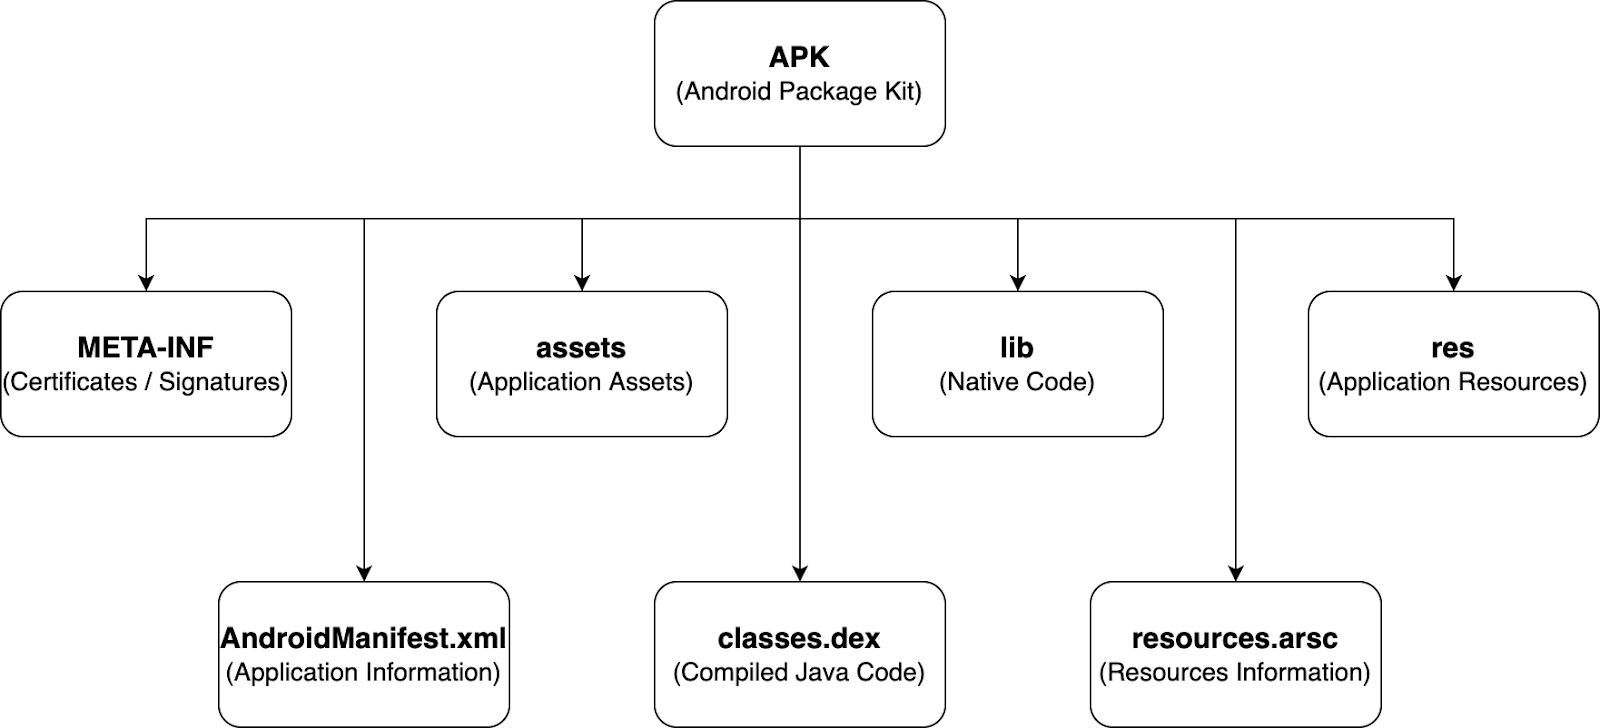 APK
(Android Package Kit)
META-INF
(Certificates / Signatures)
assets
(Application Assets)
lib
(Native Code)
res
(Application Resources)
AndroidManifest.xml
(Application Information)
classes.dex
(Compiled Java Code)
resources.arsc
(Resources Information)